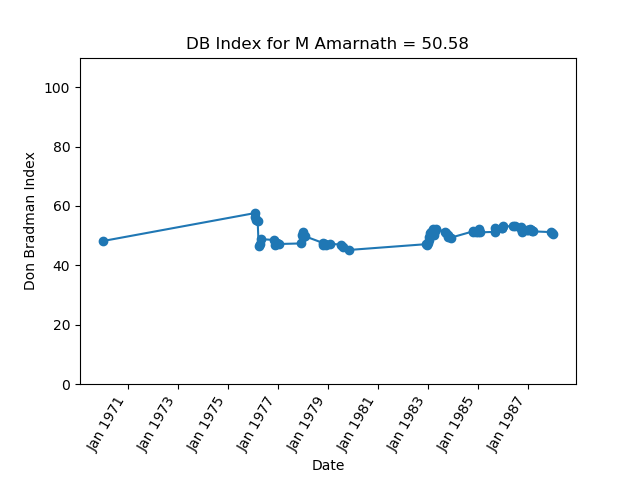 DB Index for M Amarnath = 50.58
Don Bradman Index
100
80
60
40
20
0
Jan 1971
Jan 1973
Jan 1975
Jan 1977
Jan 1979
Jan 1981
Jan 1983
Jan 1985
Jan 1987
Date